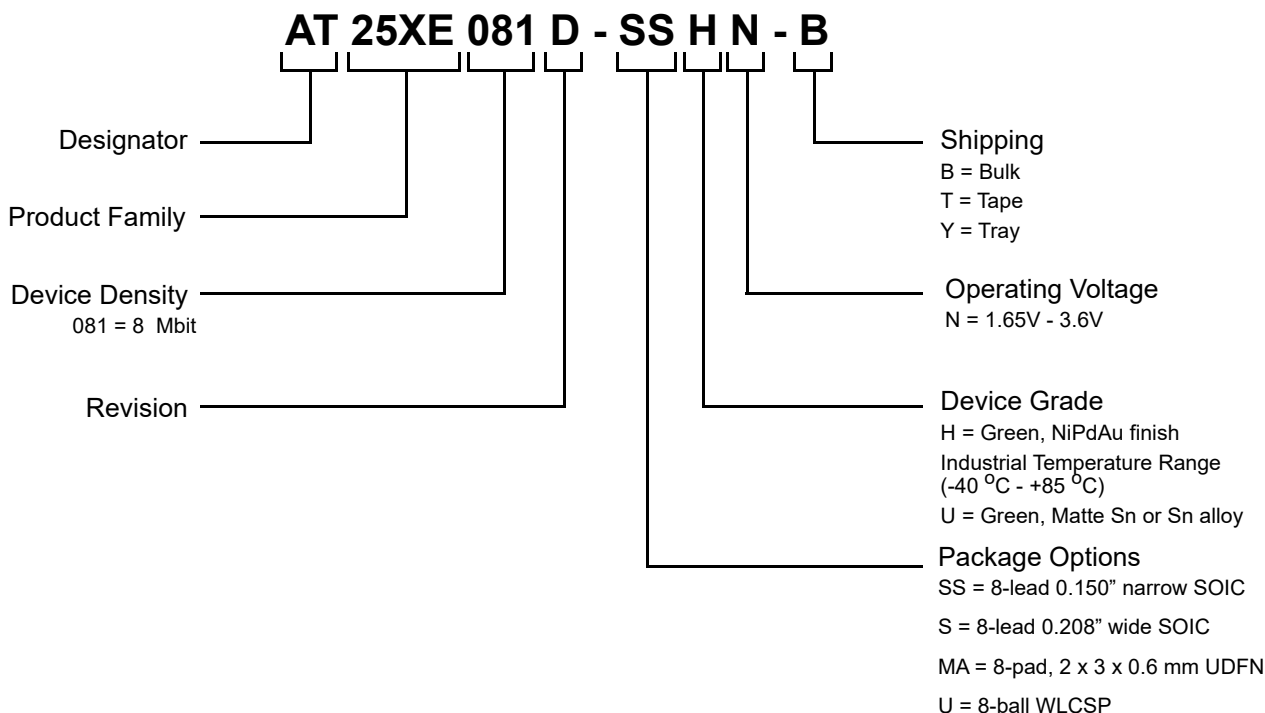 AT 25XE 081 D - SS H N - B
Designator
Product Family
Device Density
081 = 8 Mbit
Revision
Shipping
B = Bulk
T = Tape
Y = Tray
Operating Voltage
N = 1.65V - 3.6V
Device Grade
H = Green, NiPdAu finish
Industrial Temperature Range
(-40 ⁰C - +85 ⁰C)
U = Green, Matte Sn or Sn alloy
Package Options
SS = 8-lead 0.150” narrow SOIC
S = 8-lead 0.208” wide SOIC
MA = 8-pad, 2 x 3 x 0.6 mm UDFN
U = 8-ball WLCSP